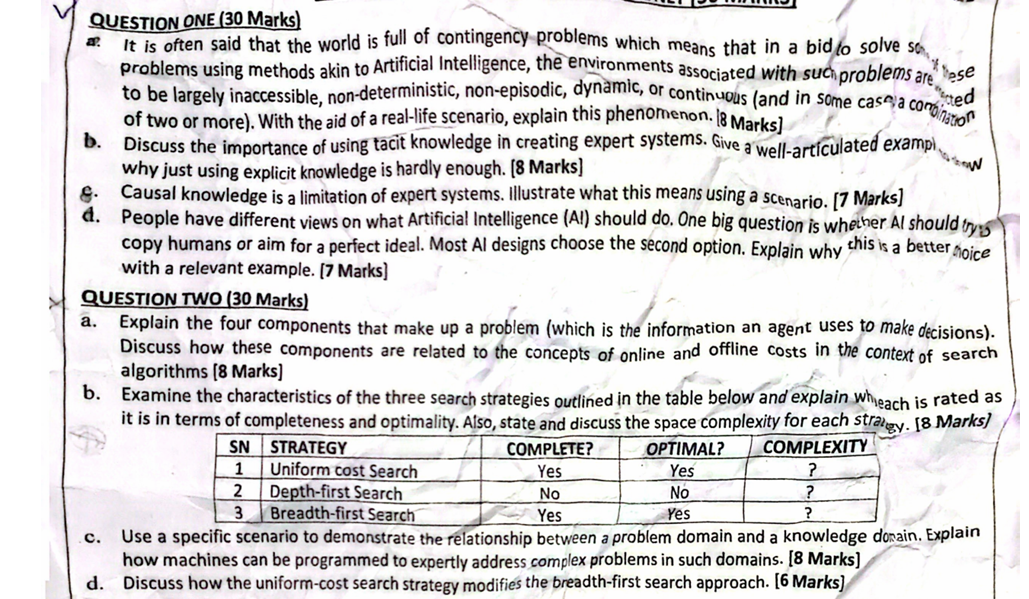 QUESTION ONE (30 Marks)
a. It is often said that the world is full of contingency problems which means that in a bid to solve
problems using methods akin to Artificial Intelligence, the environments associated with such problems are these
to be largely inaccessible, non-deterministic, non-episodic, dynamic, or continuous (and in some cases a combination
of two or more). With the aid of a real-life scenario, explain this phenomenon. [8 Marks]
b. Discuss the importance of using tacit knowledge in creating expert systems. Give a well-articulated example to show
why just using explicit knowledge is hardly enough. [8 Marks]
c. Causal knowledge is a limitation of expert systems. Illustrate what this means using a scenario. [7 Marks]
d. People have different views on what Artificial Intelligence (AI) should do. One big question is whether AI should try to
copy humans or aim for a perfect ideal. Most AI designs choose the second option. Explain why this is a better choice
with a relevant example. [7 Marks]
QUESTION TWO (30 Marks)
a. Explain the four components that make up a problem (which is the information an agent uses to make decisions).
Discuss how these components are related to the concepts of online and offline costs in the context of search
algorithms [8 Marks]
b. Examine the characteristics of the three search strategies outlined in the table below and explain why each is rated as
it is in terms of completeness and optimality. Also, state and discuss the space complexity for each strategy. [8 Marks]
SN STRATEGY COMPLETE? OPTIMAL? COMPLEXITY
1 Uniform cost Search Yes Yes ?
2 Depth-first Search No No ?
3 Breadth-first Search Yes Yes ?
c. Use a specific scenario to demonstrate the relationship between a problem domain and a knowledge domain. Explain
how machines can be programmed to expertly address complex problems in such domains. [8 Marks]
d. Discuss how the uniform-cost search strategy modifies the breadth-first search approach. [6 Marks]